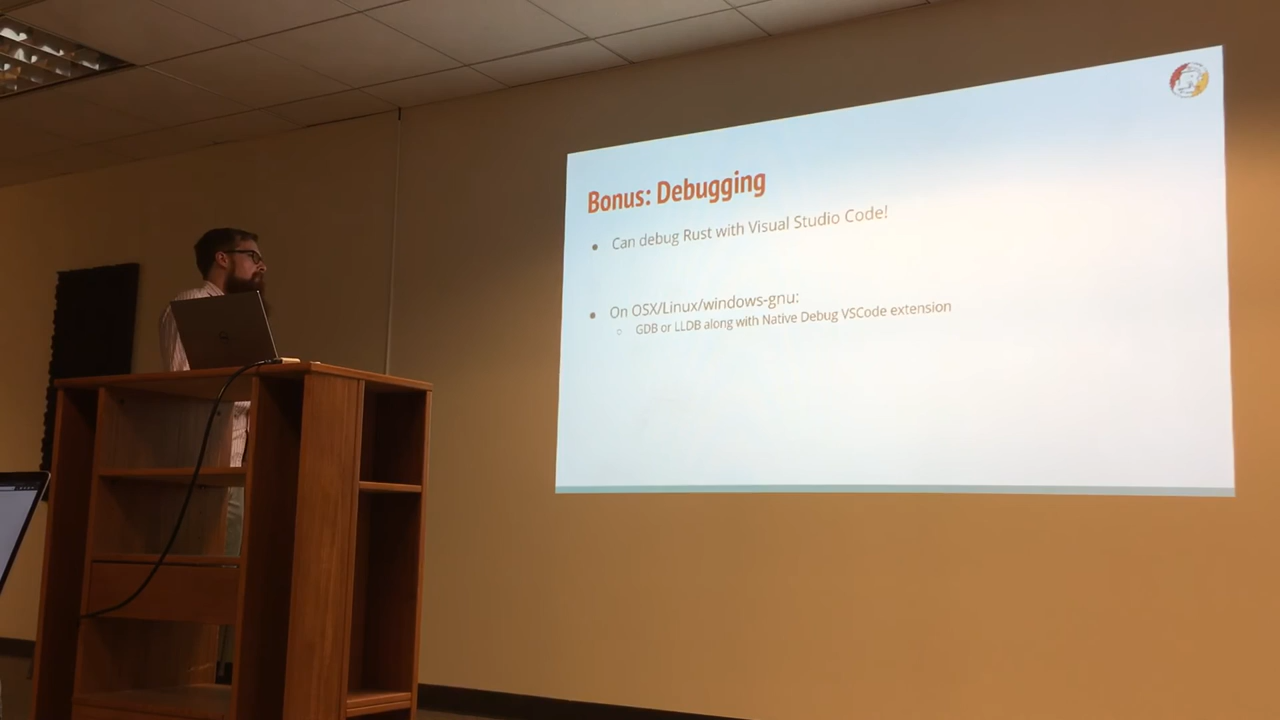 Bonus: Debugging
● Can debug Rust with Visual Studio Code!
● On OSX/Linux/windows-gnu:
○ GDB or LLDB along with Native Debug VSCode extension